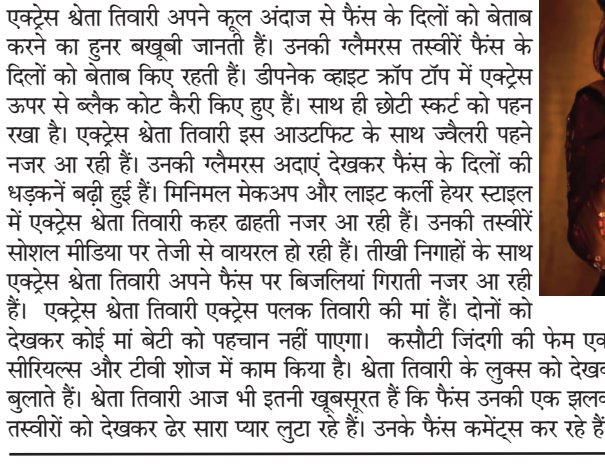 एक्ट्रेस श्वेता तिवारी अपने कूल अंदाज से फैंस के दिलों को बेताब
करने का हुनर बखूबी जानती हैं। उनकी ग्लैमरस तस्वीरें फैंस के
दिलों को बेताब किए रहती हैं। डीपनेक व्हाइट क्रॉप टॉप में एक्ट्रेस
ऊपर से ब्लैक कोट कैरी किए हुए हैं। साथ ही छोटी स्कर्ट को पहन
रखा है। एक्ट्रेस श्वेता तिवारी इस आउटफिट के साथ ज्वैलरी पहने
नजर आ रही हैं। उनकी ग्लैमरस अदाएं देखकर फैंस के दिलों की
धड़कनें बढ़ी हुई हैं। मिनिमल मेकअप और लाइट कर्ली हेयर स्टाइल
में एक्ट्रेस श्वेता तिवारी कहर ढाहती नजर आ रही हैं। उनकी तस्वीरें
सोशल मीडिया पर तेजी से वायरल हो रही हैं। तीखी निगाहों के साथ
एक्ट्रेस श्वेता तिवारी अपने फैंस पर बिजलियां गिराती नजर आ रही
हैं। एक्ट्रेस श्वेता तिवारी एक्ट्रेस पलक तिवारी की मां हैं। दोनों को
देखकर कोई मां बेटी को पहचान नहीं पाएगा। कसौटी जिंदगी की फेम
सीरियल्स और टीवी शोज में काम किया है। श्वेता तिवारी के लुक्स को
बुलाते हैं। श्वेता तिवारी आज भी इतनी खूबसूरत हैं कि फैंस उनकी एक
तस्वीरों को देखकर ढेर सारा प्यार लुटा रहे हैं। उनके फैंस कमेंट्स कर रहे हैं